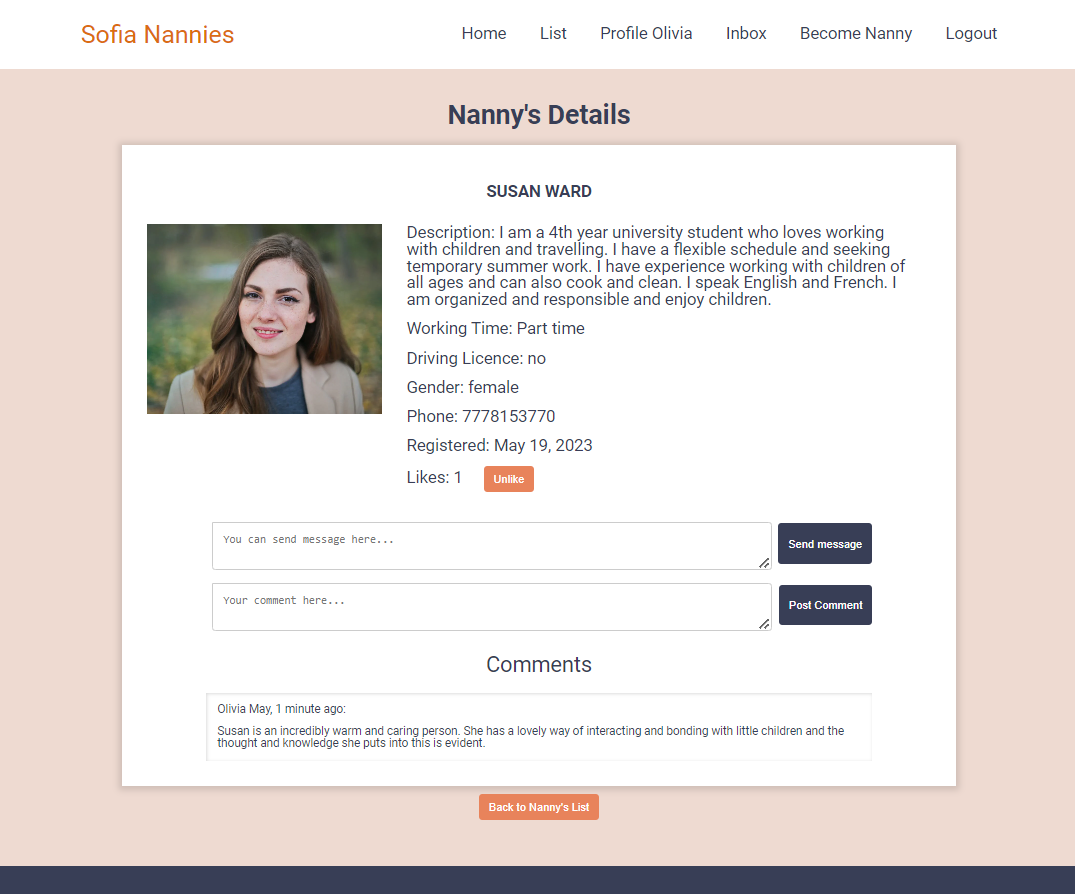 Sofia Nannies
Home List Profile Olivia Inbox Become Nanny Logout
Nanny's Details
SUSAN WARD
Description: I am a 4th year university student who loves working
with children and travelling. I have a flexible schedule and seeking
temporary summer work. I have experience working with children of
all ages and can also cook and clean. I speak English and French. I
am organized and responsible and enjoy children.
Working Time: Part time
Driving Licence: no
Gender: female
Phone: 7778153770
Registered: May 19, 2023
Likes: 1 Unlike
You can send message here... Send message
Your comment here... Post Comment
Comments
Olivia May, 1 minute ago:
Susan is an incredibly warm and caring person. She has a lovely way of interacting and bonding with little children and the
thought and knowledge she puts into this is evident.
Back to Nanny's List